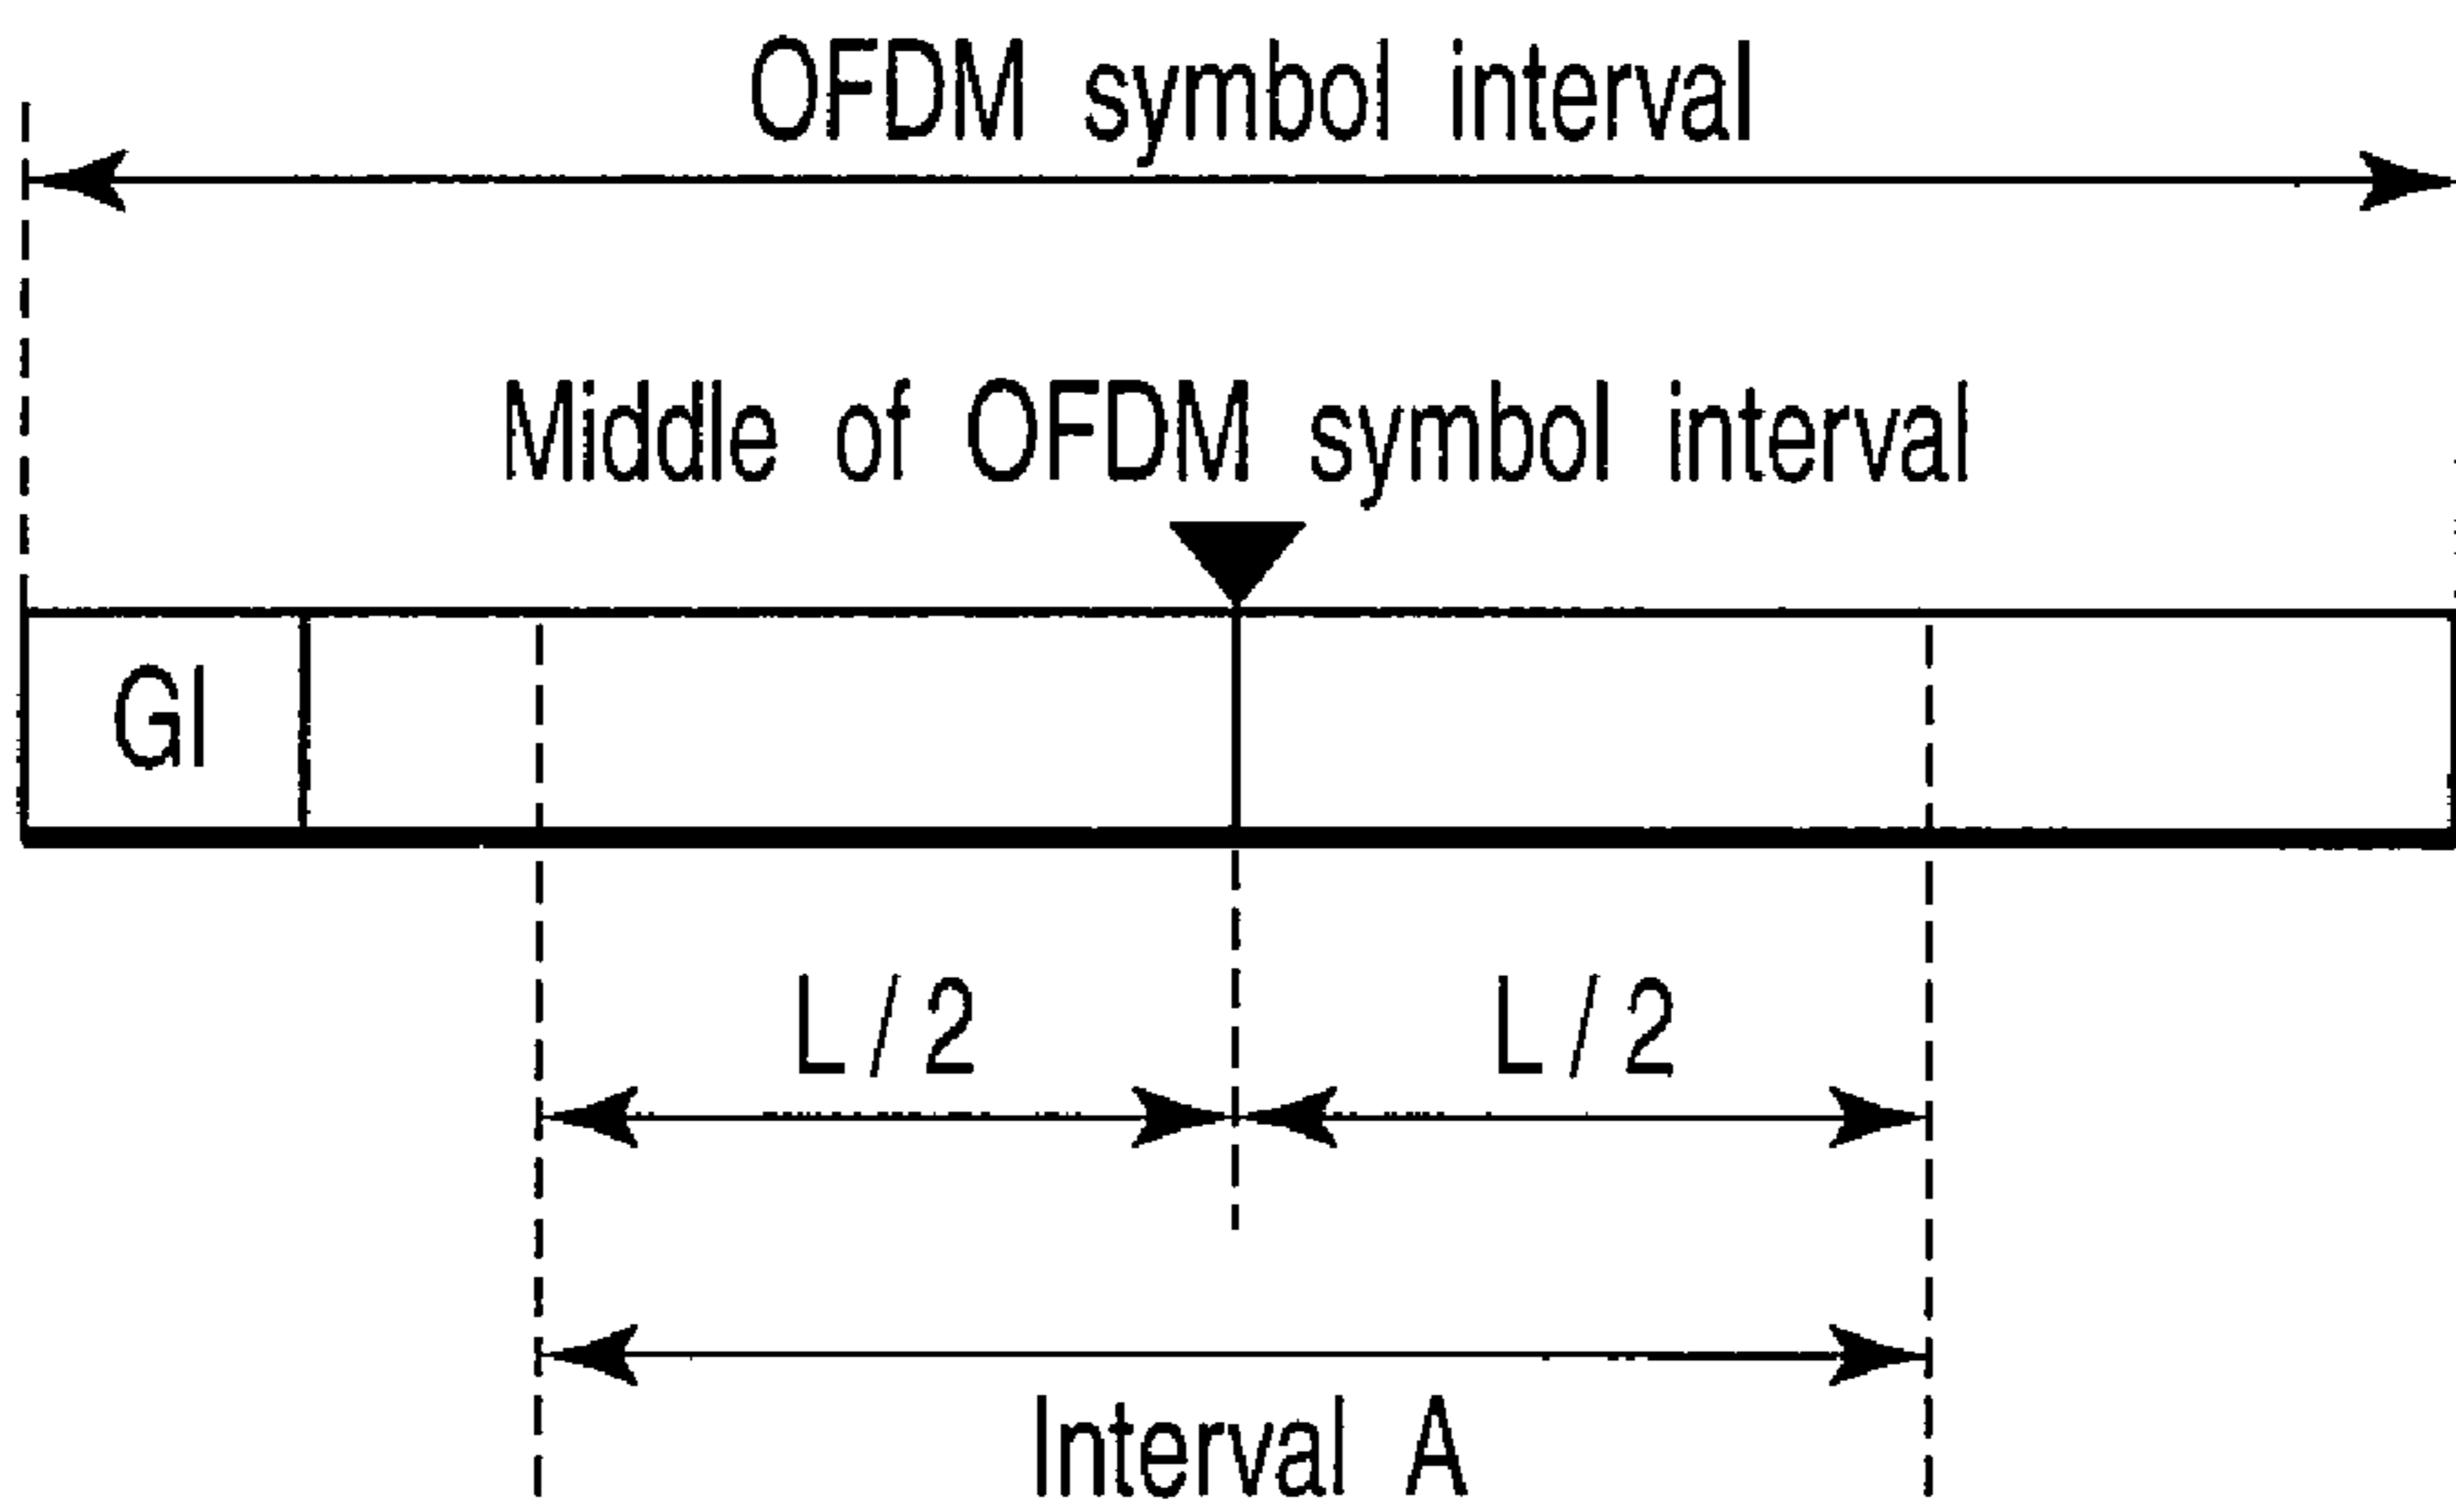 OFDM symbol interval
Middle of OFDM symbol interval
GI
L/2 L/2
Interval A